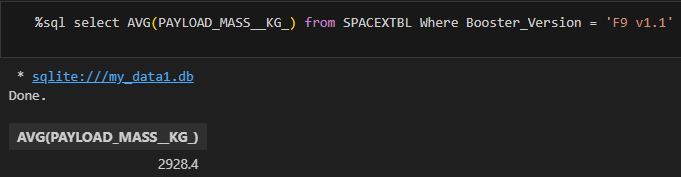 %sql select AVG(PAYLOAD_MASS__KG_) from SPACEXTBL Where Booster_Version = 'F9 v1.1'
* sqlite:///my_data1.db
Done.
AVG(PAYLOAD_MASS__KG_)
2928.4